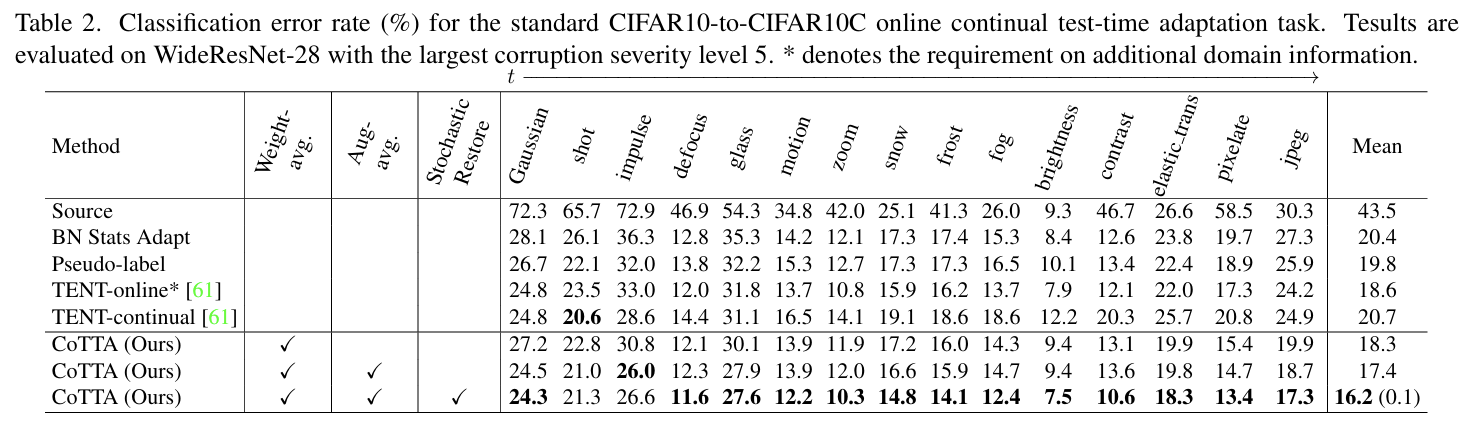 Table 2. Classification error rate (%) for the standard CIFAR10-to-CIFAR10C online continual test-time adaptation task. Tesults are
evaluated on WideResNet-28 with the largest corruption severity level 5. * denotes the requirement on additional domain information.
t
Method Weight-avg. Aug-avg. Stochastic Restore Gaussian shot impulse defocus glass motion zoom snow frost fog brightness contrast elastic_trans pixelate jpeg Mean
Source 72.3 65.7 72.9 46.9 54.3 34.8 42.0 25.1 41.3 26.0 9.3 46.7 26.6 58.5 30.3 43.5
BN Stats Adapt 28.1 26.1 36.3 12.8 35.3 14.2 12.1 17.3 17.4 15.3 8.4 12.6 23.8 19.7 27.3 20.4
Pseudo-label 26.7 22.1 32.0 13.8 32.2 15.3 12.7 17.3 17.3 16.5 10.1 13.4 22.4 18.9 25.9 19.8
TENT-online* [61] 24.8 23.5 33.0 12.0 31.8 13.7 10.8 15.9 16.2 13.7 7.9 12.1 22.0 17.3 24.2 18.6
TENT-continual [61] 24.8 20.6 28.6 14.4 31.1 16.5 14.1 19.1 18.6 18.6 12.2 20.3 25.7 20.8 24.9 20.7
CoTTA (Ours) ✓ 27.2 22.8 30.8 12.1 30.1 13.9 11.9 17.2 16.0 14.3 9.4 13.1 19.9 15.4 19.9 18.3
CoTTA (Ours) ✓ ✓ 24.5 21.0 26.0 12.3 27.9 13.9 12.0 16.6 15.9 14.7 9.4 13.6 19.8 14.7 18.7 17.4
CoTTA (Ours) ✓ ✓ ✓ 24.3 21.3 26.6 11.6 27.6 12.2 10.3 14.8 14.1 12.4 7.5 10.6 18.3 13.4 17.3 16.2 (0.1)